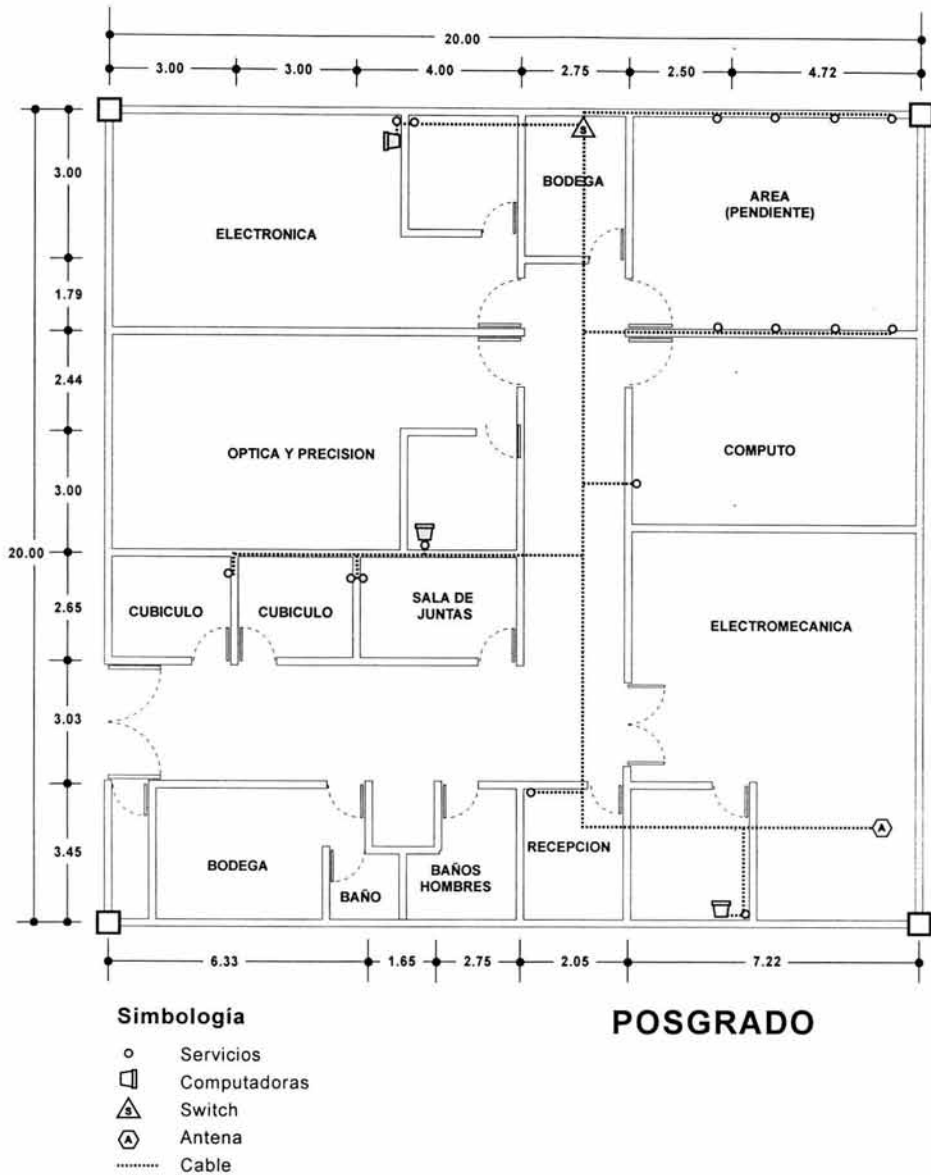 20.00
3.00 3.00 4.00 2.75 2.50 4.72
3.00
1.79
2.44
3.00
20.00
2.65
3.03
3.45
S
BODEGA
AREA
(PENDIENTE)
ELECTRONICA
OPTICA Y PRECISION
COMPUTO
CUBICULO
CUBICULO
SALA DE
JUNTAS
ELECTROMECANICA
BODEGA
BAÑO
BAÑOS
HOMBRES
RECEPCION
A
6.33 1.65 2.75 2.05 7.22
Simbología
POSGRADO
Servicios
Computadoras
S Switch
A Antena
Cable